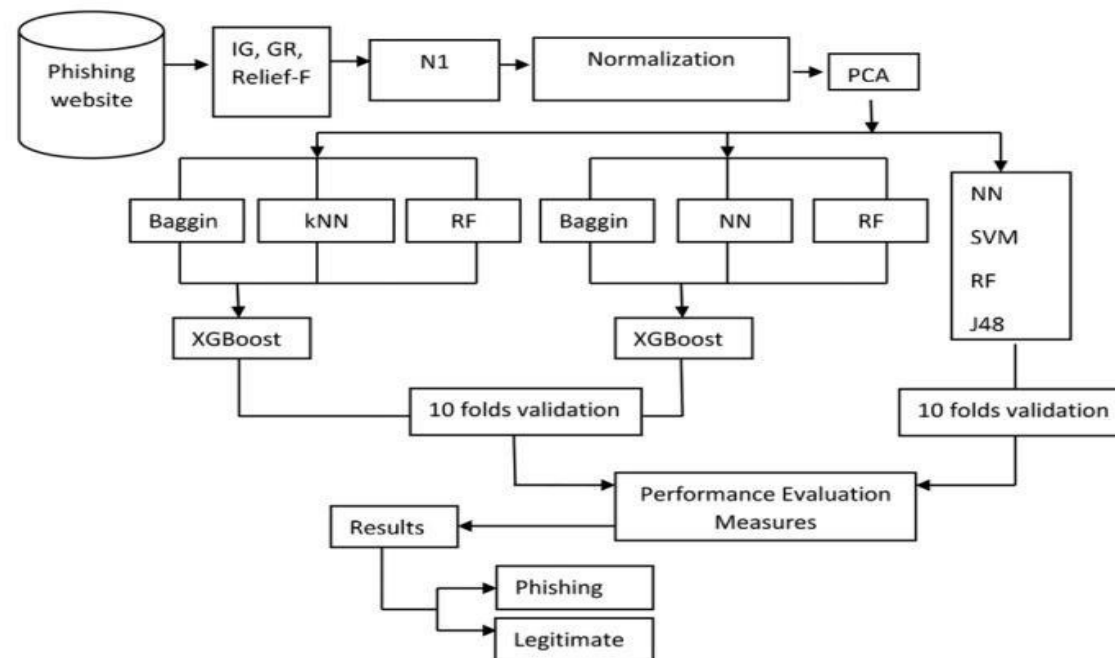 Phishing
website
IG, GR,
Relief-F
N1
Normalization
PCA
Baggin
kNN
RF
Baggin
NN
RF
NN
SVM
RF
J48
XGBoost
XGBoost
10 folds validation
10 folds validation
Performance Evaluation
Measures
Results
Phishing
Legitimate